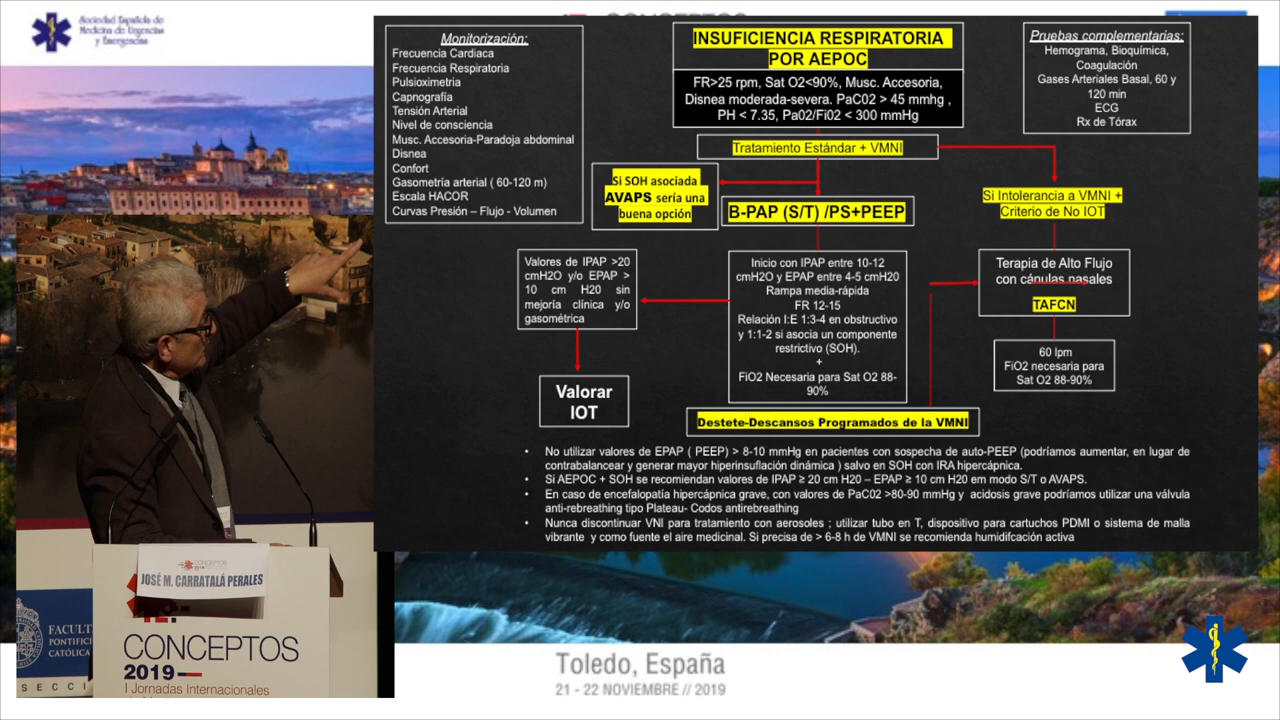 Sociedad Española de
Medicina de Urgencias
y Emergencias
CONCEPTOS
Monitorización:
Frecuencia Cardiaca
Frecuencia Respiratoria
Pulsioximetria
Capnografía
Tensión Arterial
Nivel de consciencia
Musc. Accesoria-Paradoja abdominal
Disnea
Confort
Gasometría arterial ( 60-120 m)
Escala HACOR
Curvas Presión – Flujo - Volumen
INSUFICIENCIA RESPIRATORIA
POR AEPOC
FR>25 rpm, Sat O2<90%, Musc. Accesoria,
Disnea moderada-severa. PaC02 > 45 mmhg ,
PH < 7.35, Pa02/Fi02 < 300 mmHg
Pruebas complementarias:
Hemograma, Bioquímica,
Coagulación
Gases Arteriales Basal, 60 y
120 min
ECG
Rx de Tórax
Tratamiento Estándar + VMNI
Si SOH asociada
AVAPS sería una
buena opción
B-PAP (S/T) /PS+PEEP
Si Intolerancia a VMNI +
Criterio de No IOT
Valores de IPAP >20
cmH2O y/o EPAP >
10 cm H20 sin
mejoría clínica y/o
gasométrica
Valorar
IOT
Inicio con IPAP entre 10-12
cmH2O y EPAP entre 4-5 cmH20
Rampa media-rápida
FR 12-15
Relación I:E 1:3-4 en obstructivo
y 1:1-2 si asocia un componente
restrictivo (SOH).
+
FiO2 Necesaria para Sat O2 88-
90%
Terapia de Alto Flujo
con cánulas nasales
TAFCN
60 lpm
FiO2 necesaria para
Sat O2 88-90%
Destete-Descansos Programados de la VMNI
• No utilizar valores de EPAP ( PEEP) > 8-10 mmHg en pacientes con sospecha de auto-PEEP (podríamos aumentar, en lugar de
contrabalancear y generar mayor hiperinsuflación dinámica ) salvo en SOH con IRA hipercápnica.
• Si AEPOC + SOH se recomiendan valores de IPAP ≥ 20 cm H20 – EPAP ≥ 10 cm H20 em modo S/T o AVAPS.
• En caso de encefalopatía hipercápnica grave, con valores de PaC02 >80-90 mmHg y acidosis grave podríamos utilizar una válvula
anti-rebreathing tipo Plateau- Codos antirebreathing
• Nunca discontinuar VNI para tratamiento con aerosoles ; utilizar tubo en T, dispositivo para cartuchos PDMI o sistema de malla
vibrante y como fuente el aire medicinal. Si precisa de > 6-8 h de VMNI se recomienda humidifcación activa
CONCEPTOS
JOSÉ M. CARRATALÁ PERALES
FACULT
PONTIFICI
CATÓLICA
SECCI
CONCEPTOS
2019
I Jornadas Internacionales
Toledo, España
21 - 22 NOVIEMBRE // 2019